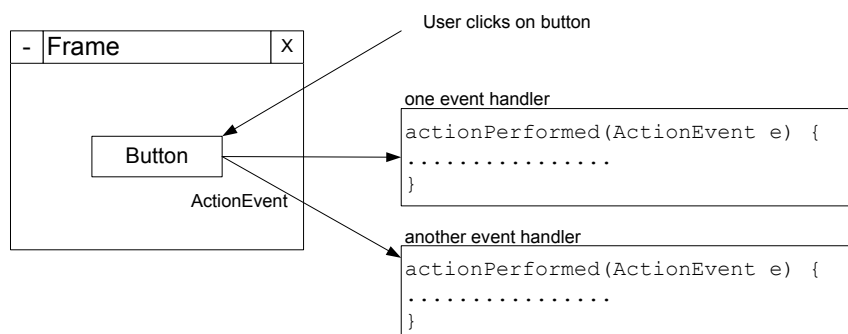 User clicks on button
- Frame X
one event handler
actionPerformed(ActionEvent e) {
................
}
Button
ActionEvent
another event handler
actionPerformed(ActionEvent e) {
................
}